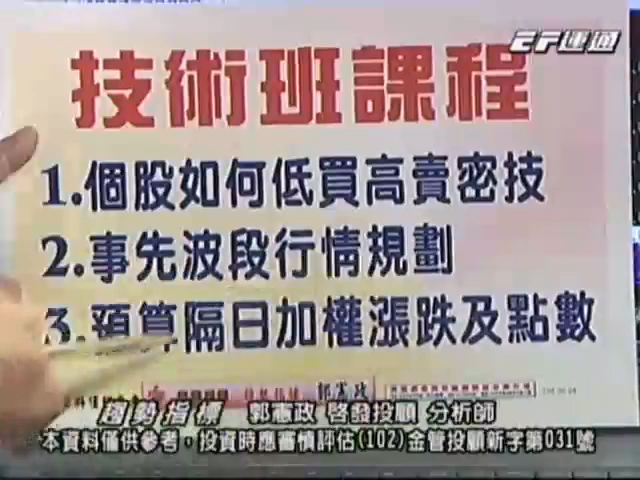 EF運通
技術班課程
1.個股如何低買高賣密技
2.事先波段行情規劃
3.預算隔日加權漲跌及點數
郭憲政
趨勢指標 郭憲政 啓發投顧 分析師
本資料僅供參考，投資時應審慎評估(102)金管投顧新字第031號